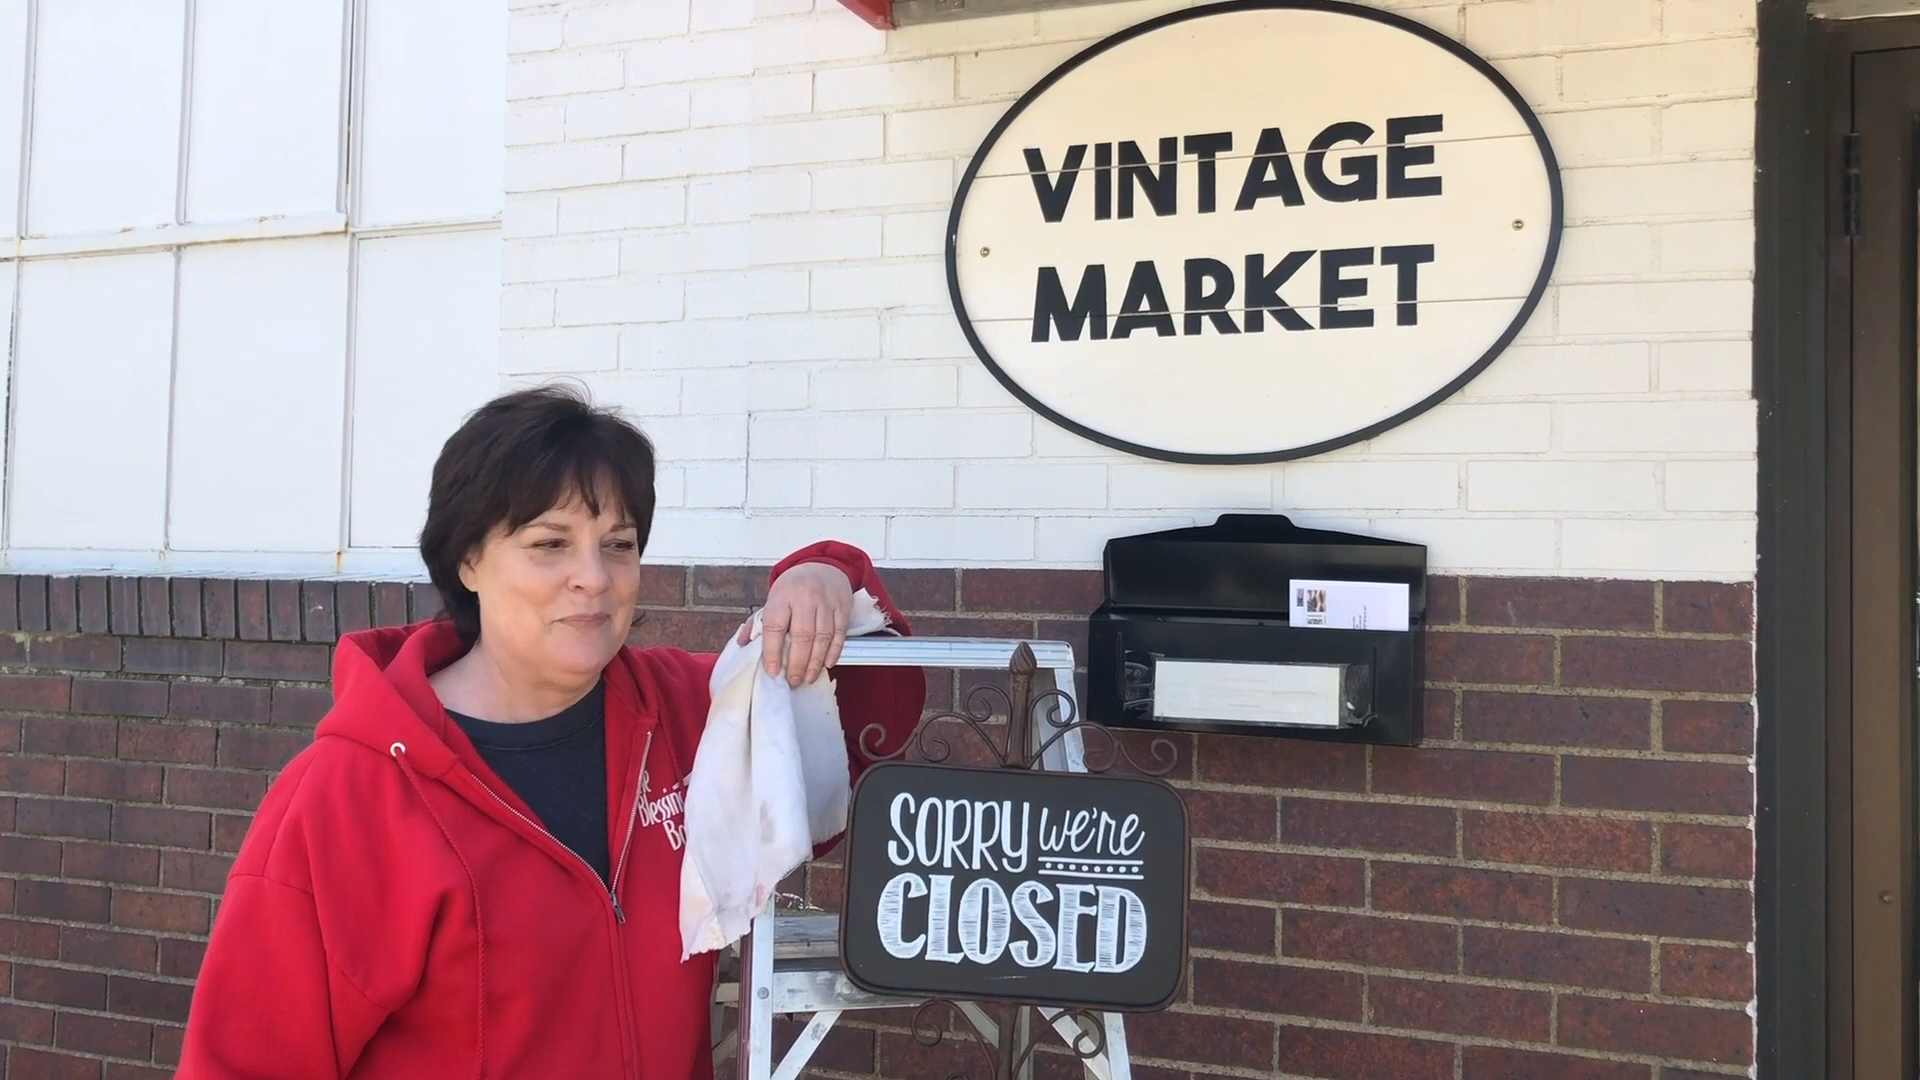 VINTAGE
MARKET
SORRY we're
CLOSED
Blessing